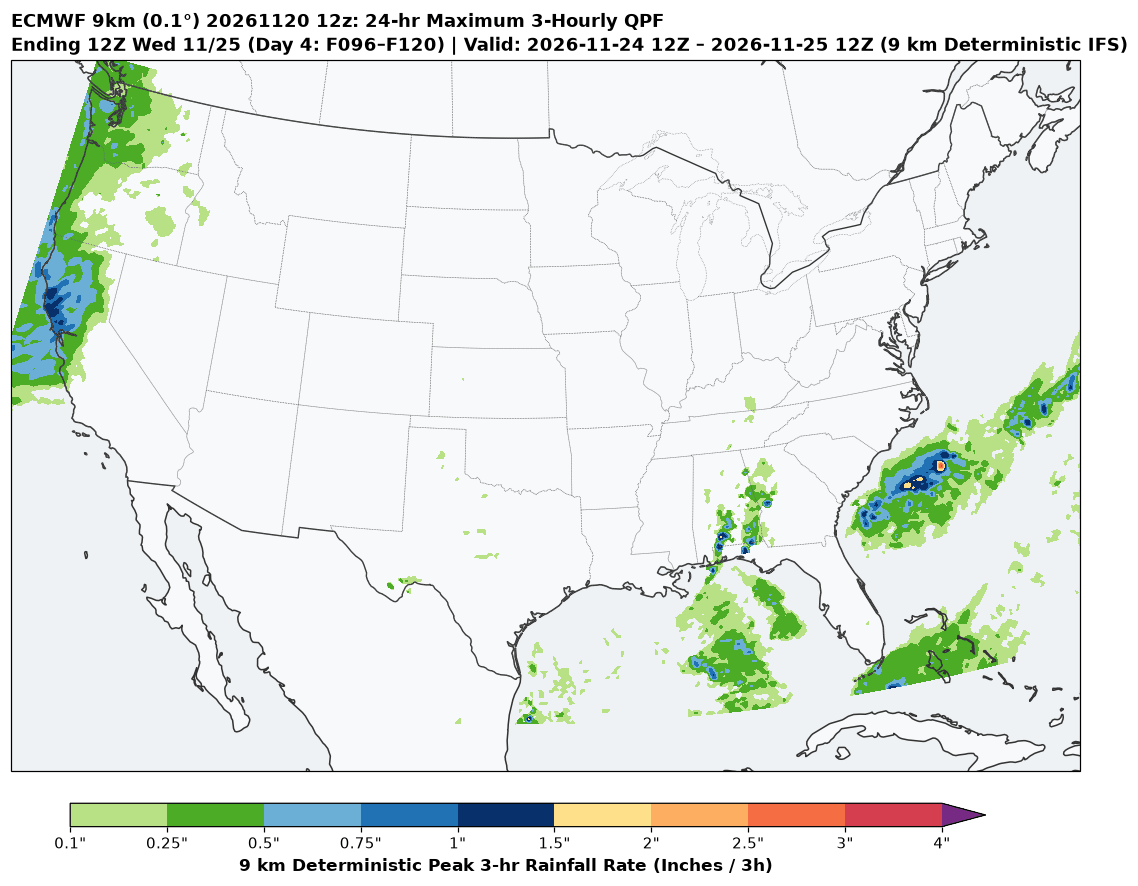 ECMWF 9km (0.1°) 20261120 12z: 24-hr Maximum 3-Hourly QPF
Ending 12Z Wed 11/25 (Day 4: F096–F120) | Valid: 2026-11-24 12Z – 2026-11-25 12Z (9 km Deterministic IFS)
0.1" 0.25" 0.5" 0.75" 1" 1.5" 2" 2.5" 3" 4"
9 km Deterministic Peak 3-hr Rainfall Rate (Inches / 3h)